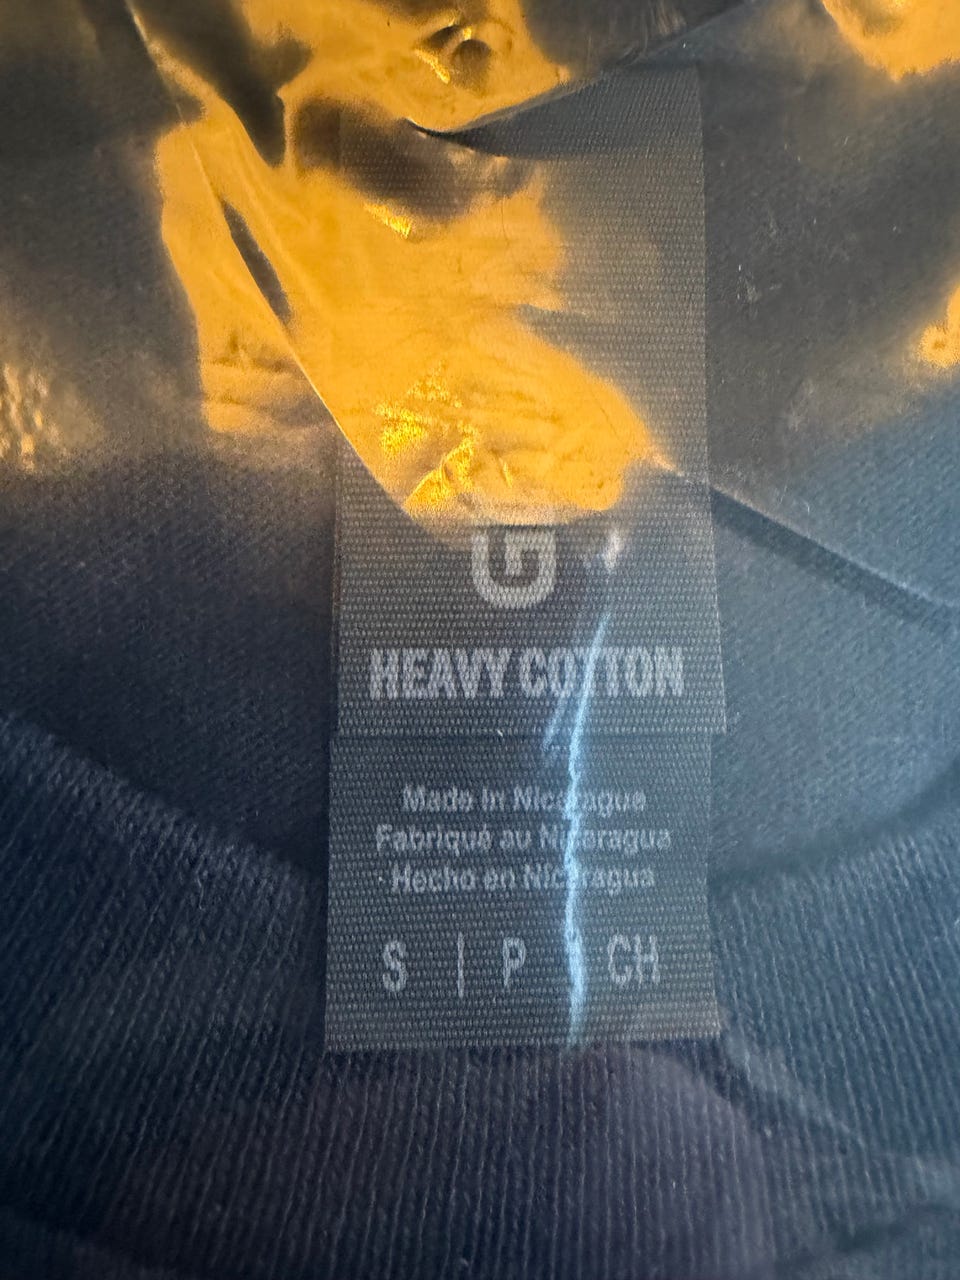 G
HEAVY COTTON
Made in Nicaragua
Fabriqué au Nicaragua
Hecho en Nicaragua
S | P | CH